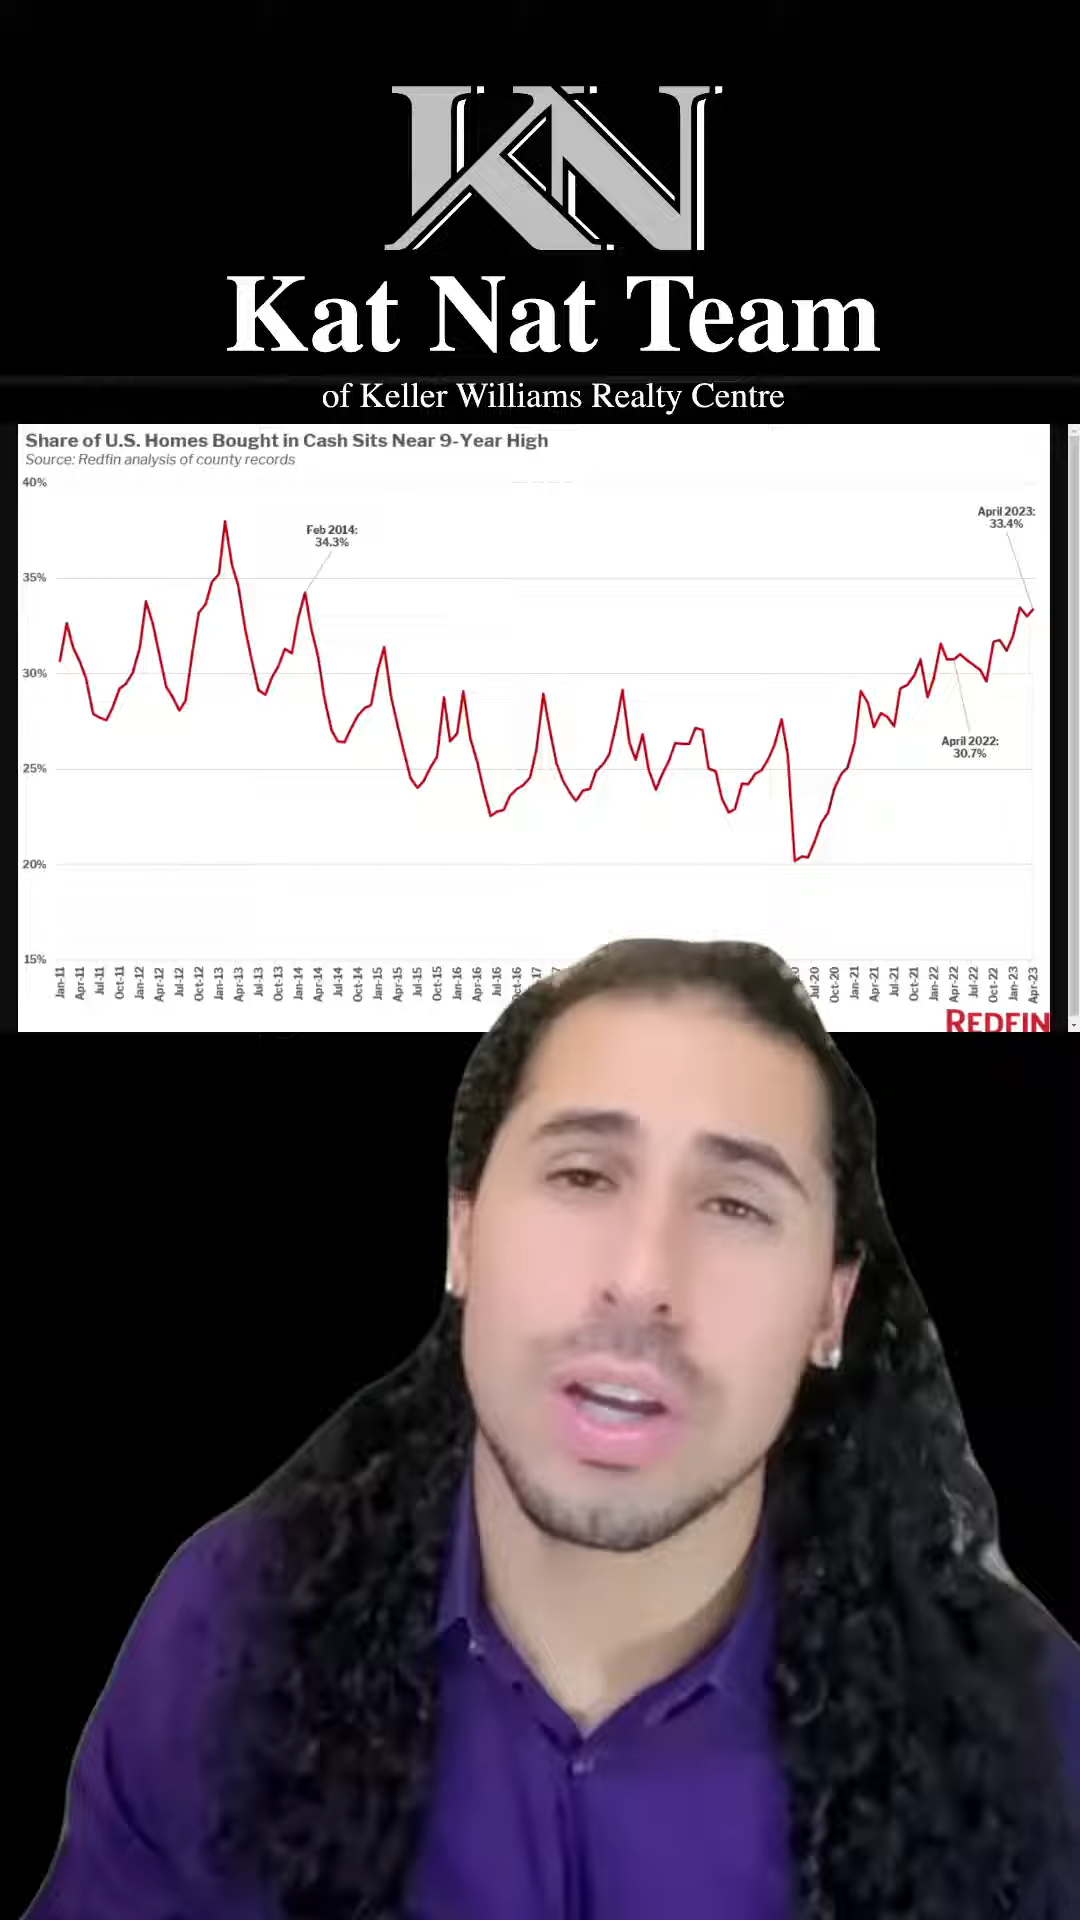 KN
Kat Nat Team
of Keller Williams Realty Centre
Share of U.S. Homes Bought in Cash Sits Near 9-Year High
Source: Redfin analysis of county records
40%
April 2023:
33.4%
Feb 2014:
34.3%
35%
30%
April 2022:
30.7%
25%
20%
15%
Jan-11 Apr-11 Jul-11 Oct-11 Jan-12 Apr-12 Jul-12 Oct-12 Jan-13 Apr-13 Jul-13 Oct-13 Jan-14 Apr-14 Jul-14 Oct-14 Jan-15 Apr-15 Jul-15 Oct-15 Jan-16 Apr-16 Jul-16 Oct-16 17 Jul-20 Oct-20 Jan-21 Apr-21 Jul-21 Oct-21 Jan-22 Apr-22 Jul-22 Oct-22 Jan-23 Apr-23
REDFIN